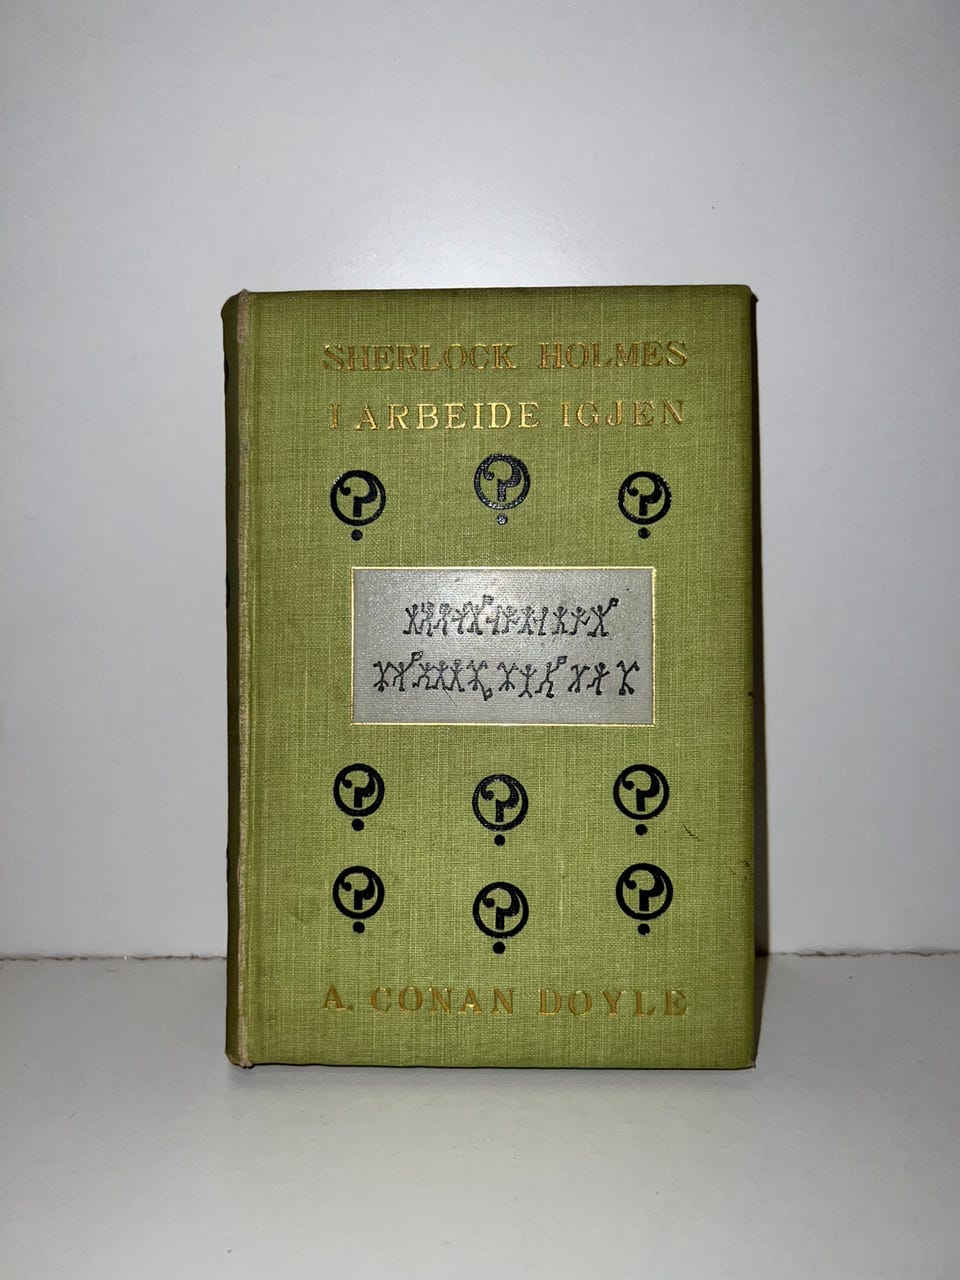 SHERLOCK HOLMES
I ARBEIDE IGJEN
A. CONAN DOYLE